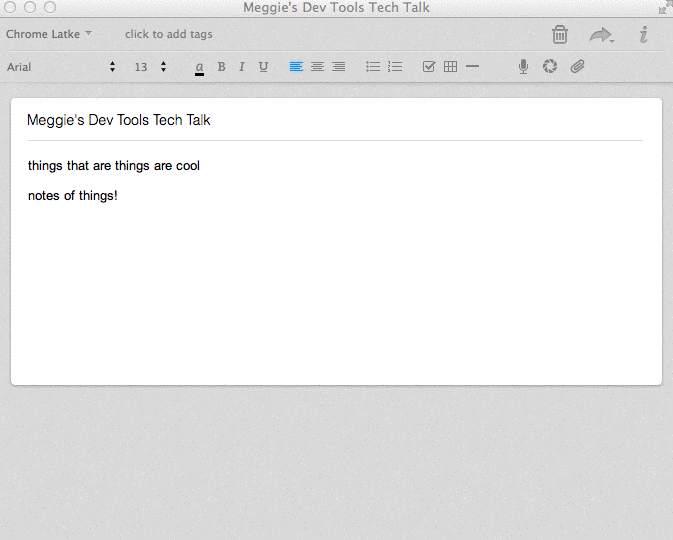 Meggie's Dev Tools Tech Talk
Chrome Latke click to add tags
Arial 13 a B I U
Meggie's Dev Tools Tech Talk
things that are things are cool
notes of things!